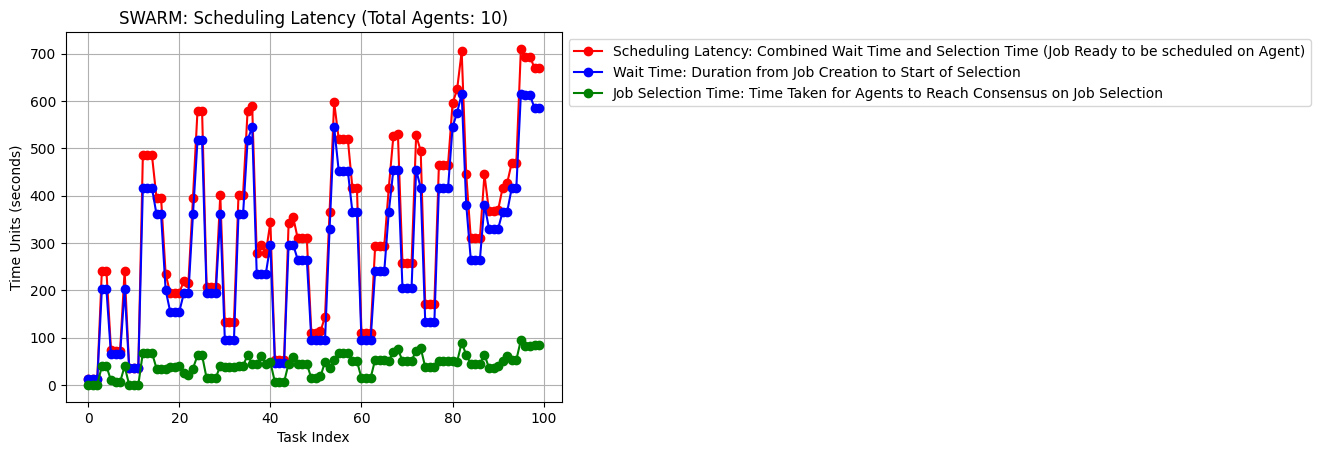 SWARM: Scheduling Latency (Total Agents: 10)
Scheduling Latency: Combined Wait Time and Selection Time (Job Ready to be scheduled on Agent)
Wait Time: Duration from Job Creation to Start of Selection
Job Selection Time: Time Taken for Agents to Reach Consensus on Job Selection
Time Units (seconds)
700
600
500
400
300
200
100
0
0 20 40 60 80 100
Task Index